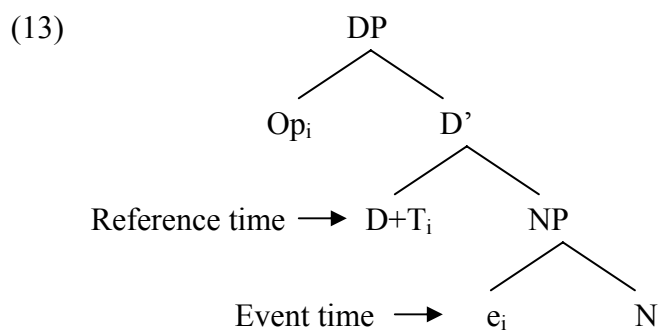 (13) DP
Opi D’
Reference time D+Ti NP
Event time ei N